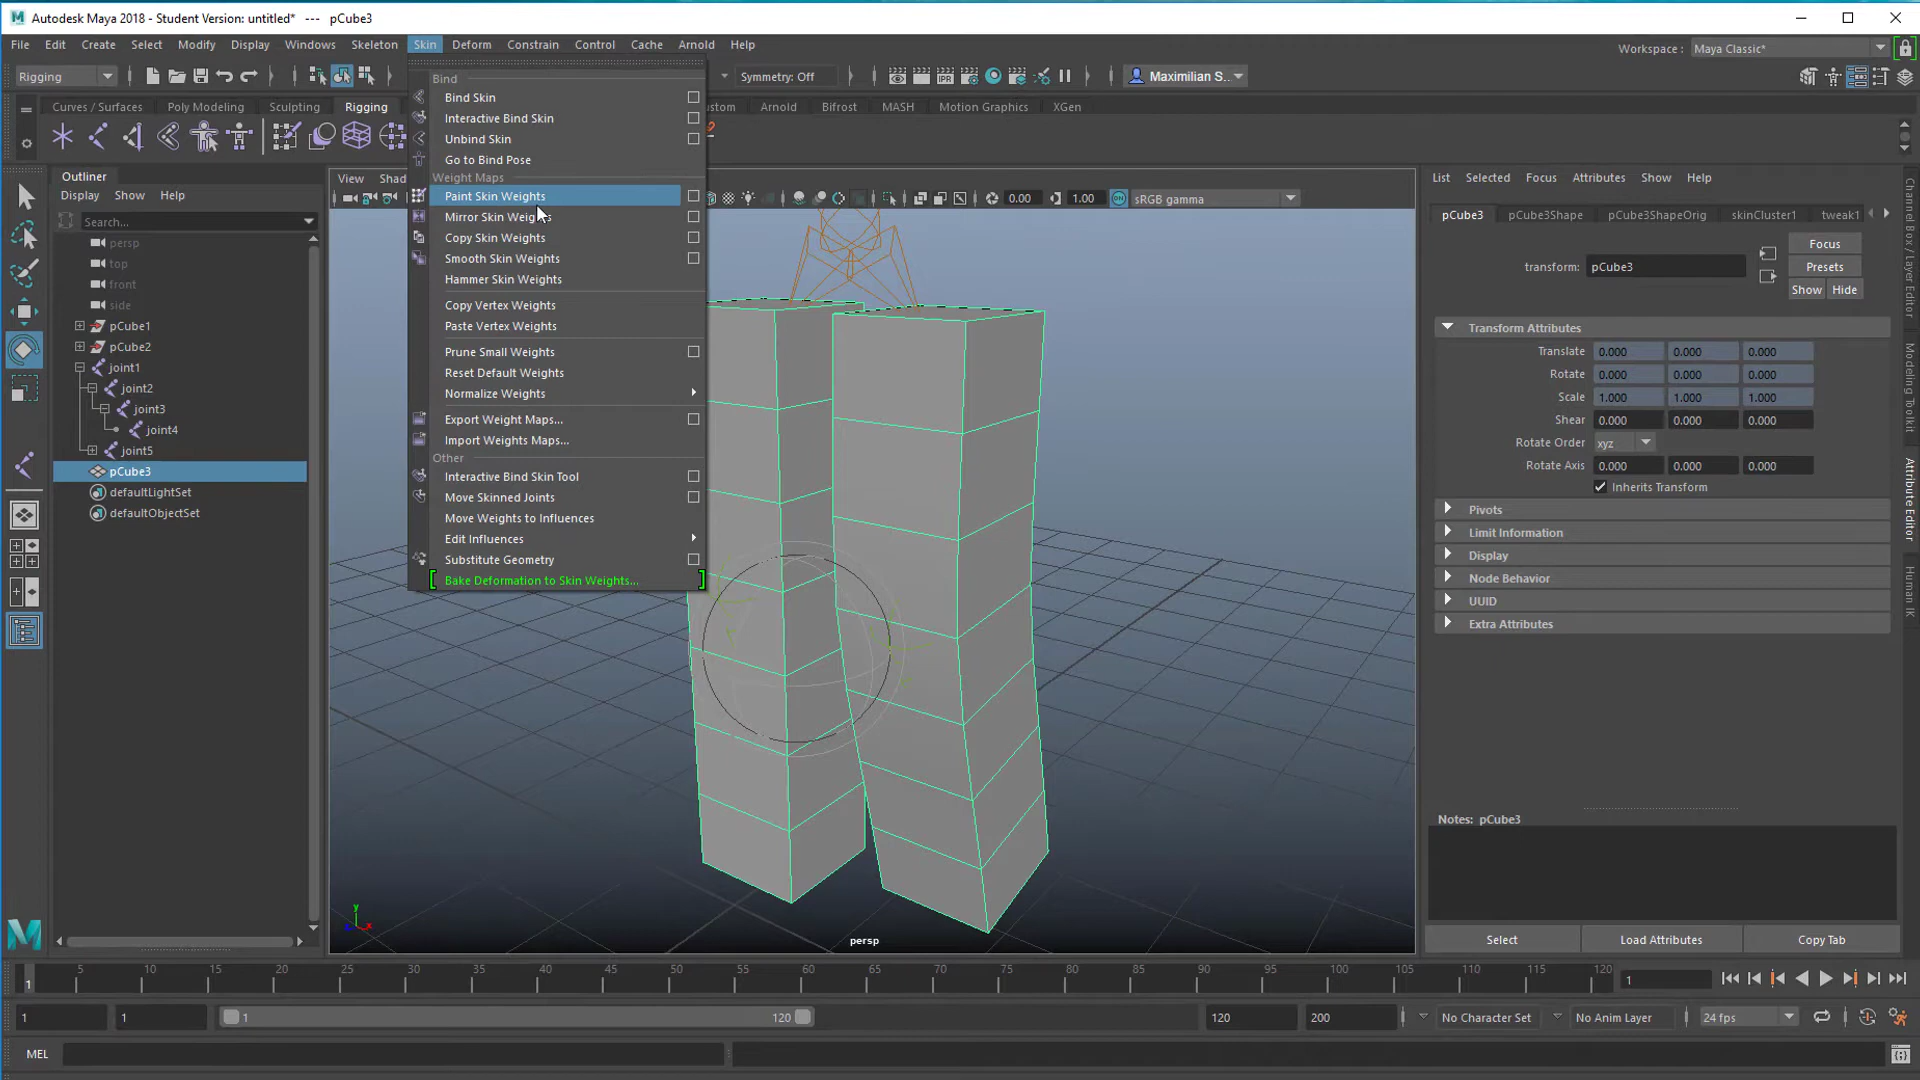 Autodesk Maya 2018 - Student Version: untitled*   ---   pCube3
File Edit Create Select Modify Display Windows Skeleton Skin Deform Constrain Control Cache Arnold Help
Workspace : Maya Classic*
Rigging
Symmetry: Off
Maximilian S..
Curves / Surfaces Poly Modeling Sculpting Rigging
Arnold Bifrost MASH Motion Graphics XGen
Bind
Bind Skin
Interactive Bind Skin
Unbind Skin
Go to Bind Pose
Weight Maps
Paint Skin Weights
Mirror Skin Weights
Copy Skin Weights
Smooth Skin Weights
Hammer Skin Weights
Copy Vertex Weights
Paste Vertex Weights
Prune Small Weights
Reset Default Weights
Normalize Weights
Export Weight Maps...
Import Weights Maps...
Other
Interactive Bind Skin Tool
Move Skinned Joints
Move Weights to Influences
Edit Influences
Substitute Geometry
Bake Deformation to Skin Weights...
Outliner
Display Show Help
Search...
persp
top
front
side
pCube1
pCube2
joint1
joint2
joint3
joint4
joint5
pCube3
defaultLightSet
defaultObjectSet
View Shad
0.00 1.00 sRGB gamma
persp
y
x
List Selected Focus Attributes Show Help
pCube3 pCube3Shape pCube3ShapeOrig skinCluster1 tweak1
transform: pCube3
Focus
Presets
Show Hide
Transform Attributes
Translate 0.000 0.000 0.000
Rotate 0.000 0.000 0.000
Scale 1.000 1.000 1.000
Shear 0.000 0.000 0.000
Rotate Order xyz
Rotate Axis 0.000 0.000 0.000
Inherits Transform
Pivots
Limit Information
Display
Node Behavior
UUID
Extra Attributes
Notes: pCube3
Select Load Attributes Copy Tab
Channel Box / Layer Editor
Modeling Toolkit
Attribute Editor
Human IK
5 10 15 20 25 30 35 40 45 50 55 60 65 70 75 80 85 90 95 100 105 110 115 120
1
1
1 1 1 120 120 200 No Character Set No Anim Layer 24 fps
MEL